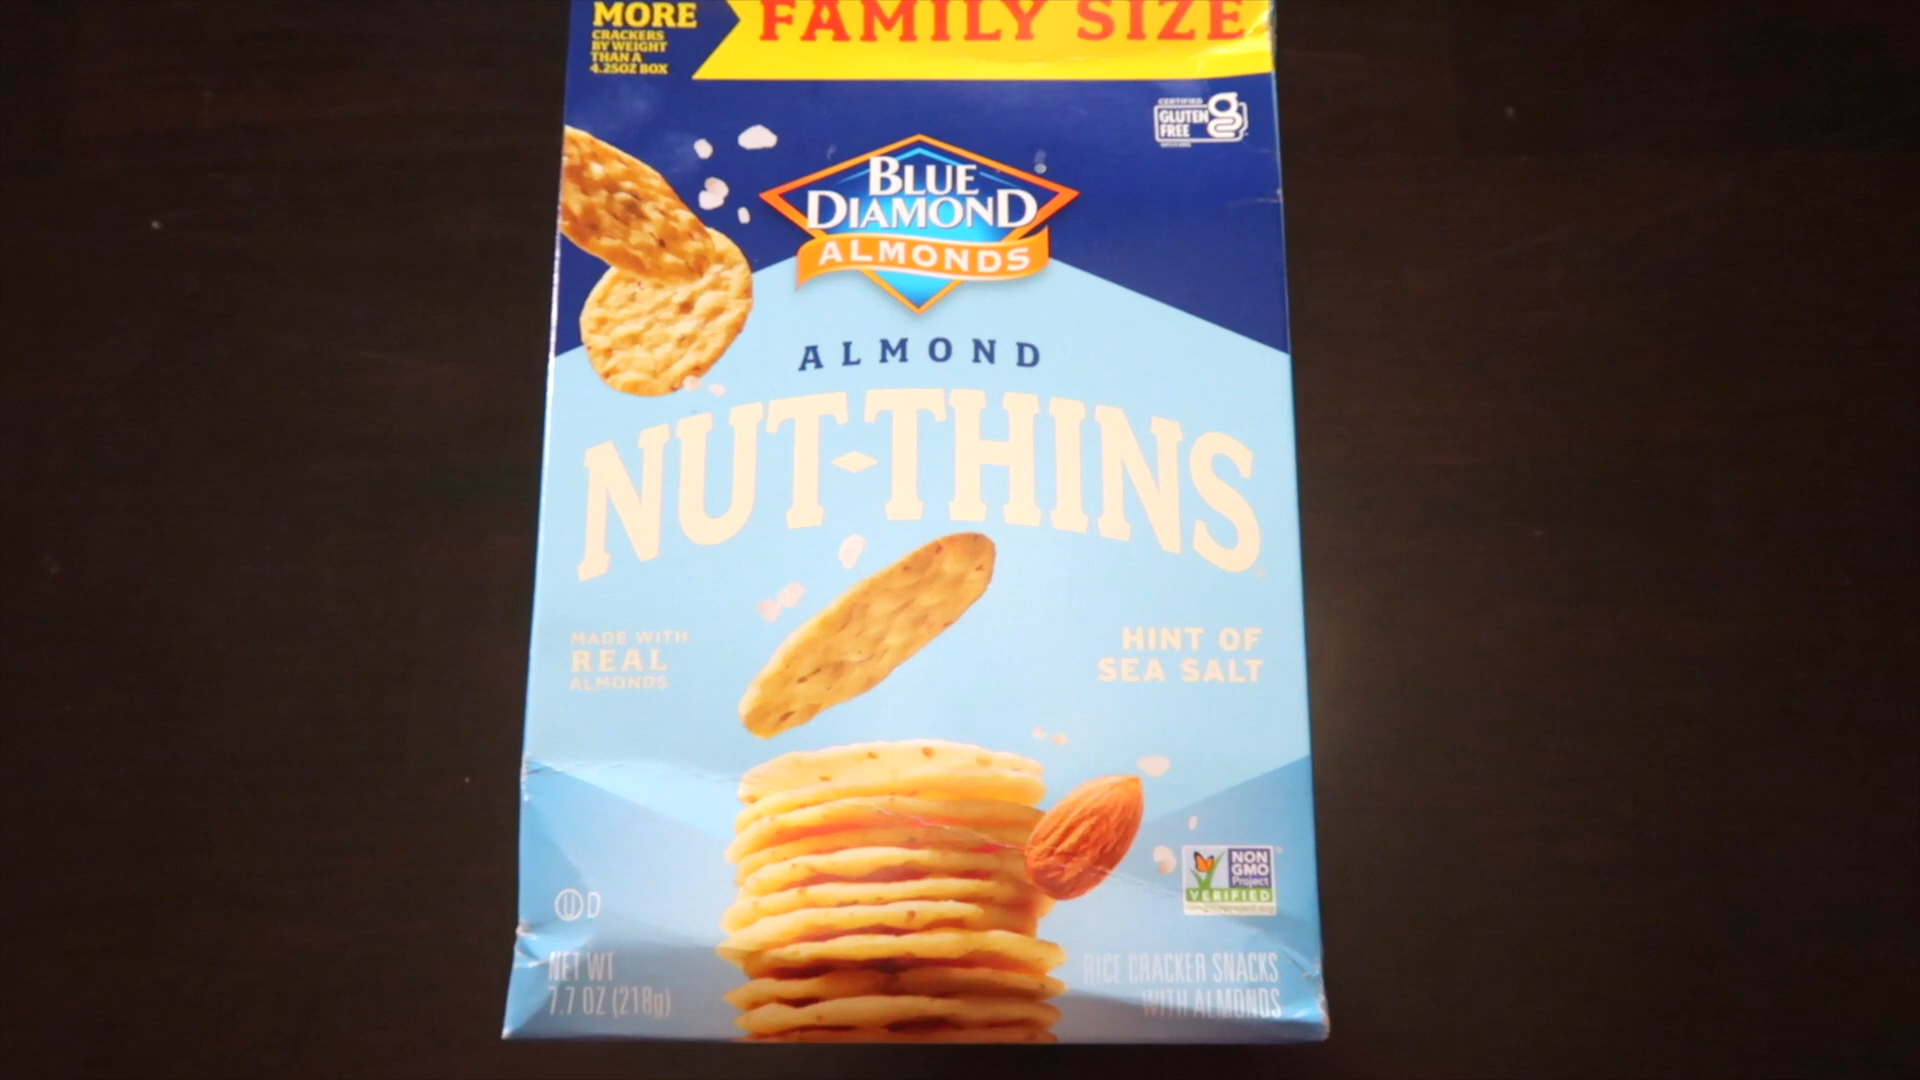 MORE
CRACKERS
BY WEIGHT
THAN A
4.25OZ BOX
FAMILY SIZE
CERTIFIED
GLUTEN
FREE
BLUE
DIAMOND
ALMONDS
ALMOND
NUT-THINS
MADE WITH
REAL
ALMONDS
HINT OF
SEA SALT
NON
GMO
Project
VERIFIED
U D
NET WT
7.7 OZ (218g)
RICE CRACKER SNACKS
WITH ALMONDS